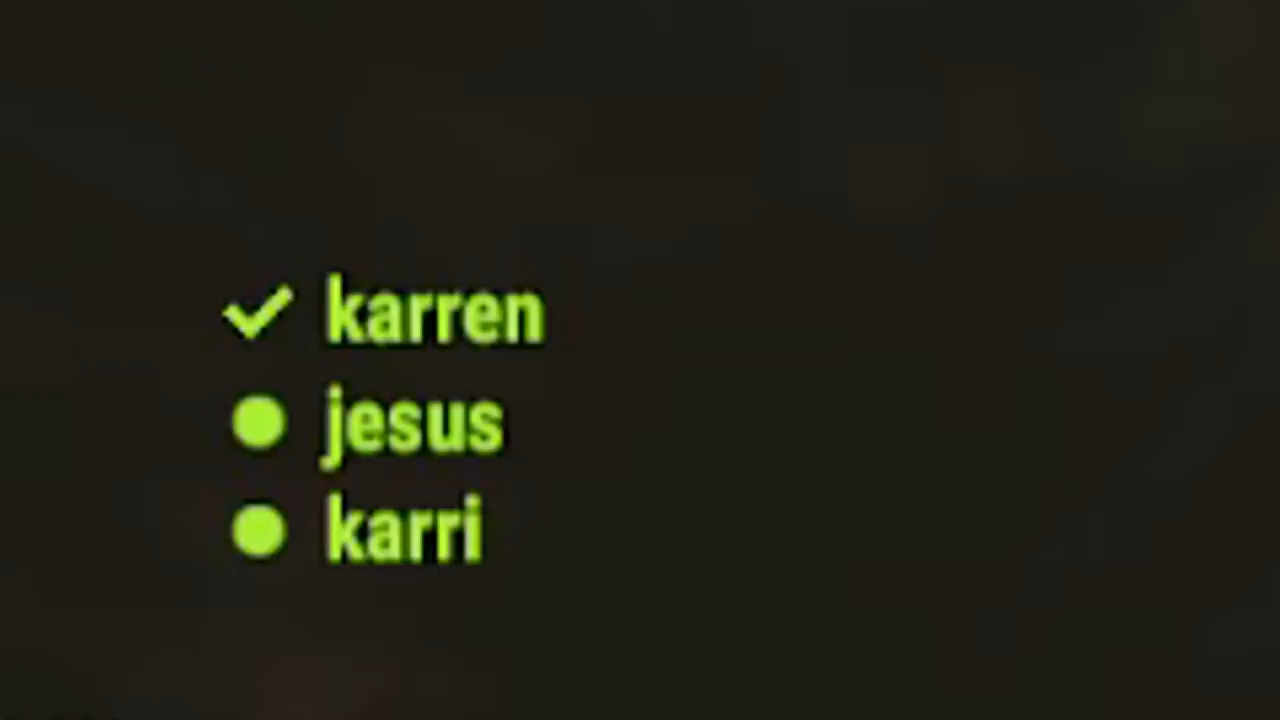 ✓ karren
● jesus
● karri